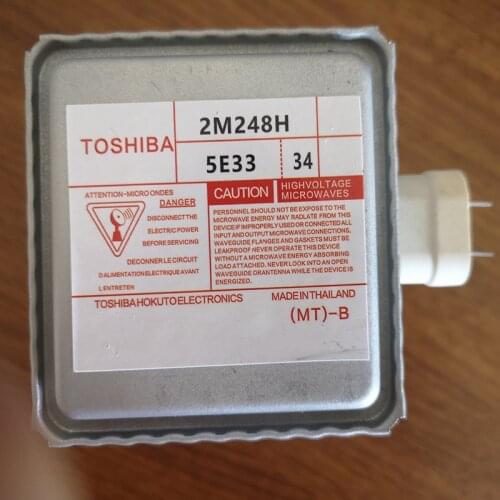 TOSHIBA
2M248H
5E33 34
ATTENTION-MICRO ONDES
DANGER
DISCONNECT THE
ELECTRIC POWER
BEFORE SERVICING
DECONNER LE CIRCUIT
D ALIMENTATION ELECTRIQUE AVANT
L ENTRETEN
CAUTION
HIGHVOLTAGE
MICROWAVES
PERSONNEL SHOULD NOT BE EXPOSE TO THE
MICROWAVE ENERGY MAY RADLATE FROM THIS
DEVICE IF IMPROPERLY USED OR CONNECTED ALL
INPUT AND OUTPUT MICROWAVE CONNECTIONS,
WAVEGUIDE FLANGES AND GASKETS MUST BE
LEAKPROOF NEVER OPERATE THE DEVICE
WITHOUT A MICROWAVE ENERGY ABSORBING
LOAD ATTACHED. NEVER LOOK INTO AN OPEN
WAVEGUIDE ORANTENNA WHILE THE DEVICE IS
ENERGIZED.
TOSHIBA HOKUTO ELECTRONICS
MADE IN THAILAND
(MT)-B